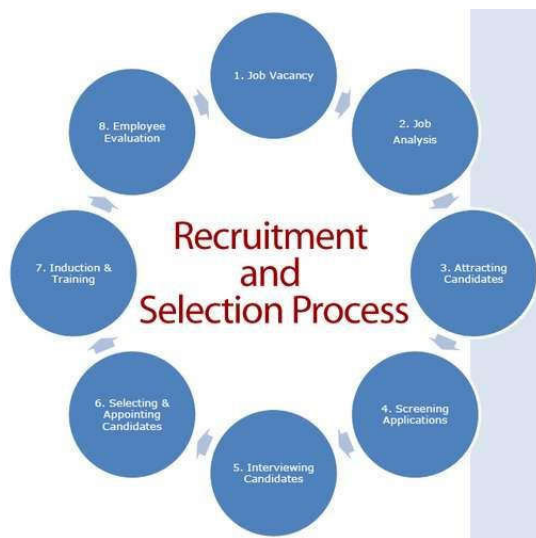 1. Job Vacancy
2. Job
Analysis
3. Attracting
Candidates
4. Screening
Applications
5. Interviewing
Candidates
6. Selecting &
Appointing
Candidates
7. Induction &
Training
8. Employee
Evaluation
Recruitment
and
Selection Process